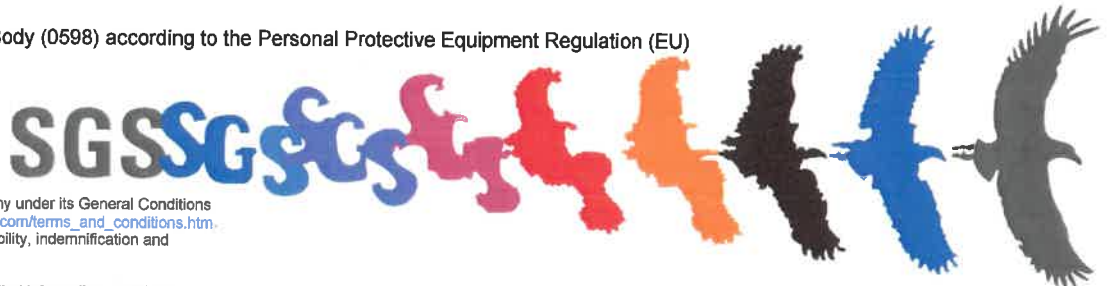 Body (0598) according to the Personal Protective Equipment Regulation (EU)
SGSSGSSGS
ny under its General Conditions
.com/terms_and_conditions.htm.
bility, indemnification and